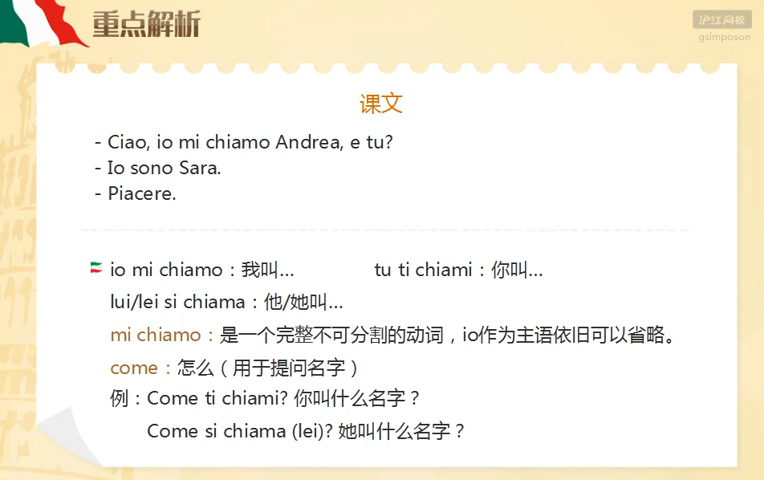 重点解析
沪江网校
gsimposon
课文
- Ciao, io mi chiamo Andrea, e tu?
- Io sono Sara.
- Piacere.
io mi chiamo：我叫... tu ti chiami：你叫...
lui/lei si chiama：他/她叫...
mi chiamo：是一个完整不可分割的动词，io作为主语依旧可以省略。
come：怎么（用于提问名字）
例：Come ti chiami? 你叫什么名字？
Come si chiama (lei)? 她叫什么名字？